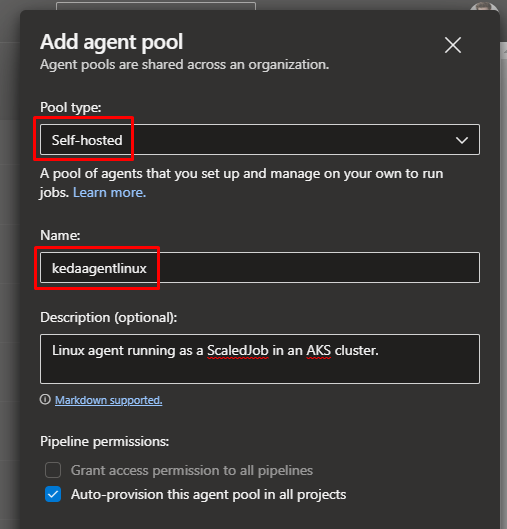 Add agent pool
Agent pools are shared across an organization.
Pool type:
Self-hosted
A pool of agents that you set up and manage on your own to run
jobs. Learn more.
Name:
kedaagentlinux
Description (optional):
Linux agent running as a ScaledJob in an AKS cluster.
Markdown supported.
Pipeline permissions:
Grant access permission to all pipelines
Auto-provision this agent pool in all projects